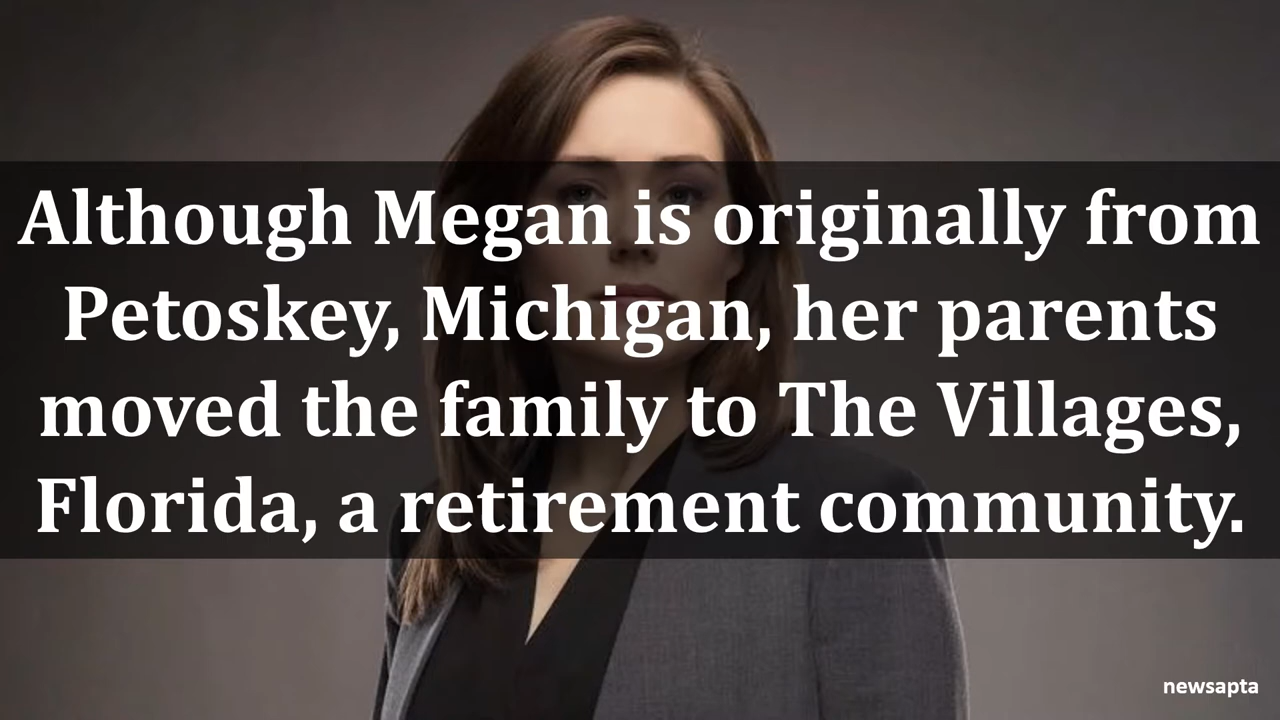 Although Megan is originally from
Petoskey, Michigan, her parents
moved the family to The Villages,
Florida, a retirement community.
newsapta